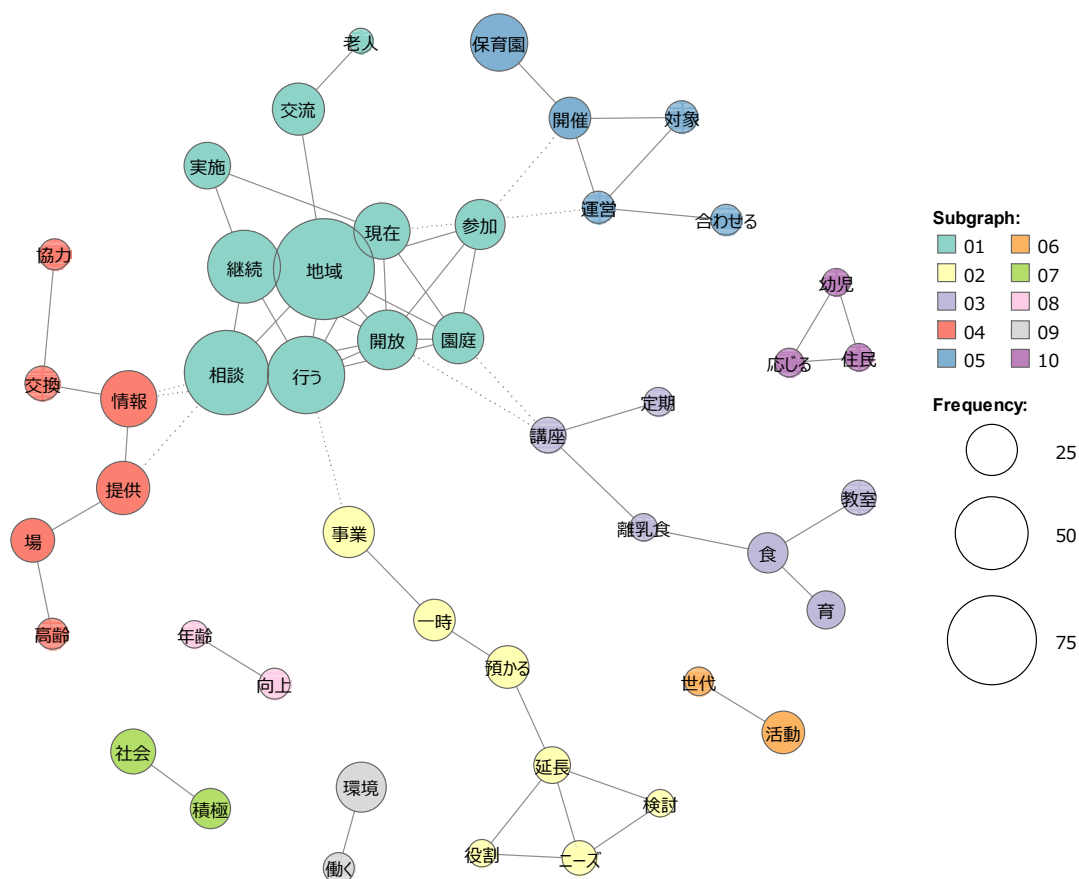 老人
保育園
交流
開催
対象
実施
参加
運営
合わせる
現在
協力
継続
地域
幼児
園庭
開放
応じる
住民
相談
行う
交換
情報
定期
講座
提供
教室
離乳食
事業
場
食
育
一時
高齢
年齢
預かる
向上
世代
活動
社会
延長
環境
積極
検討
役割
ニーズ
働く
Subgraph:
01 06
02 07
03 08
04 09
05 10
Frequency:
25
50
75